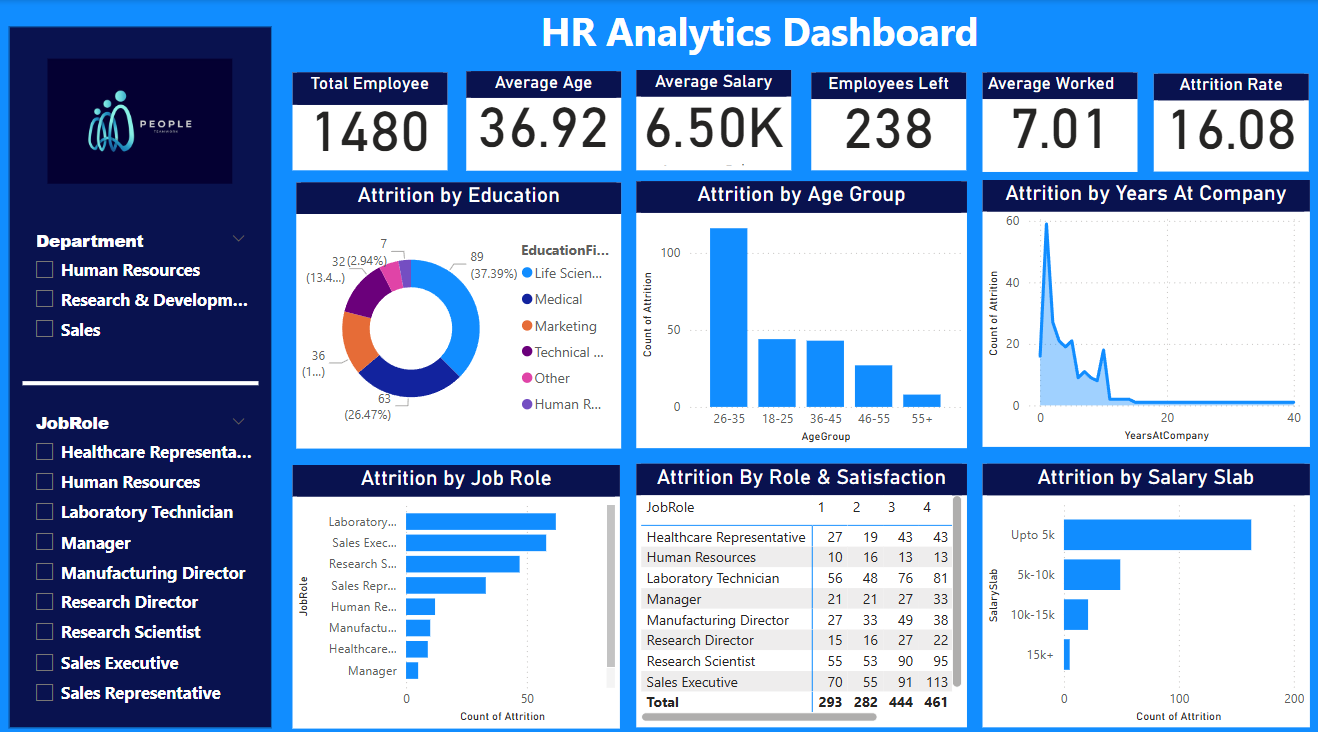 HR Analytics Dashboard
PEOPLE
Department
Human Resources
Research & Developm...
Sales
JobRole
Healthcare Representa...
Human Resources
Laboratory Technician
Manager
Manufacturing Director
Research Director
Research Scientist
Sales Executive
Sales Representative
Total Employee
1480
Average Age
36.92
Average Salary
6.50K
Employees Left
238
Average Worked
7.01
Attrition Rate
16.08
Attrition by Education
89
(37.39%)
63
(26.47%)
36
(1...)
32
(13.4...)
7
(2.94%)
EducationFi...
Life Scien...
Medical
Marketing
Technical ...
Other
Human R...
Attrition by Age Group
Count of Attrition
100
50
0
26-35 18-25 36-45 46-55 55+
AgeGroup
Attrition by Years At Company
Count of Attrition
60
40
20
0
0 20 40
YearsAtCompany
Attrition by Job Role
JobRole
Laboratory...
Sales Exec...
Research S...
Sales Repr...
Human Re...
Manufactu...
Healthcare...
Manager
0 50
Count of Attrition
Attrition By Role & Satisfaction
JobRole 1 2 3 4
Healthcare Representative 27 19 43 43
Human Resources 10 16 13 13
Laboratory Technician 56 48 76 81
Manager 21 21 27 33
Manufacturing Director 27 33 49 38
Research Director 15 16 27 22
Research Scientist 55 53 90 95
Sales Executive 70 55 91 113
Total 293 282 444 461
Attrition by Salary Slab
SalarySlab
Upto 5k
5k-10k
10k-15k
15k+
0 100 200
Count of Attrition